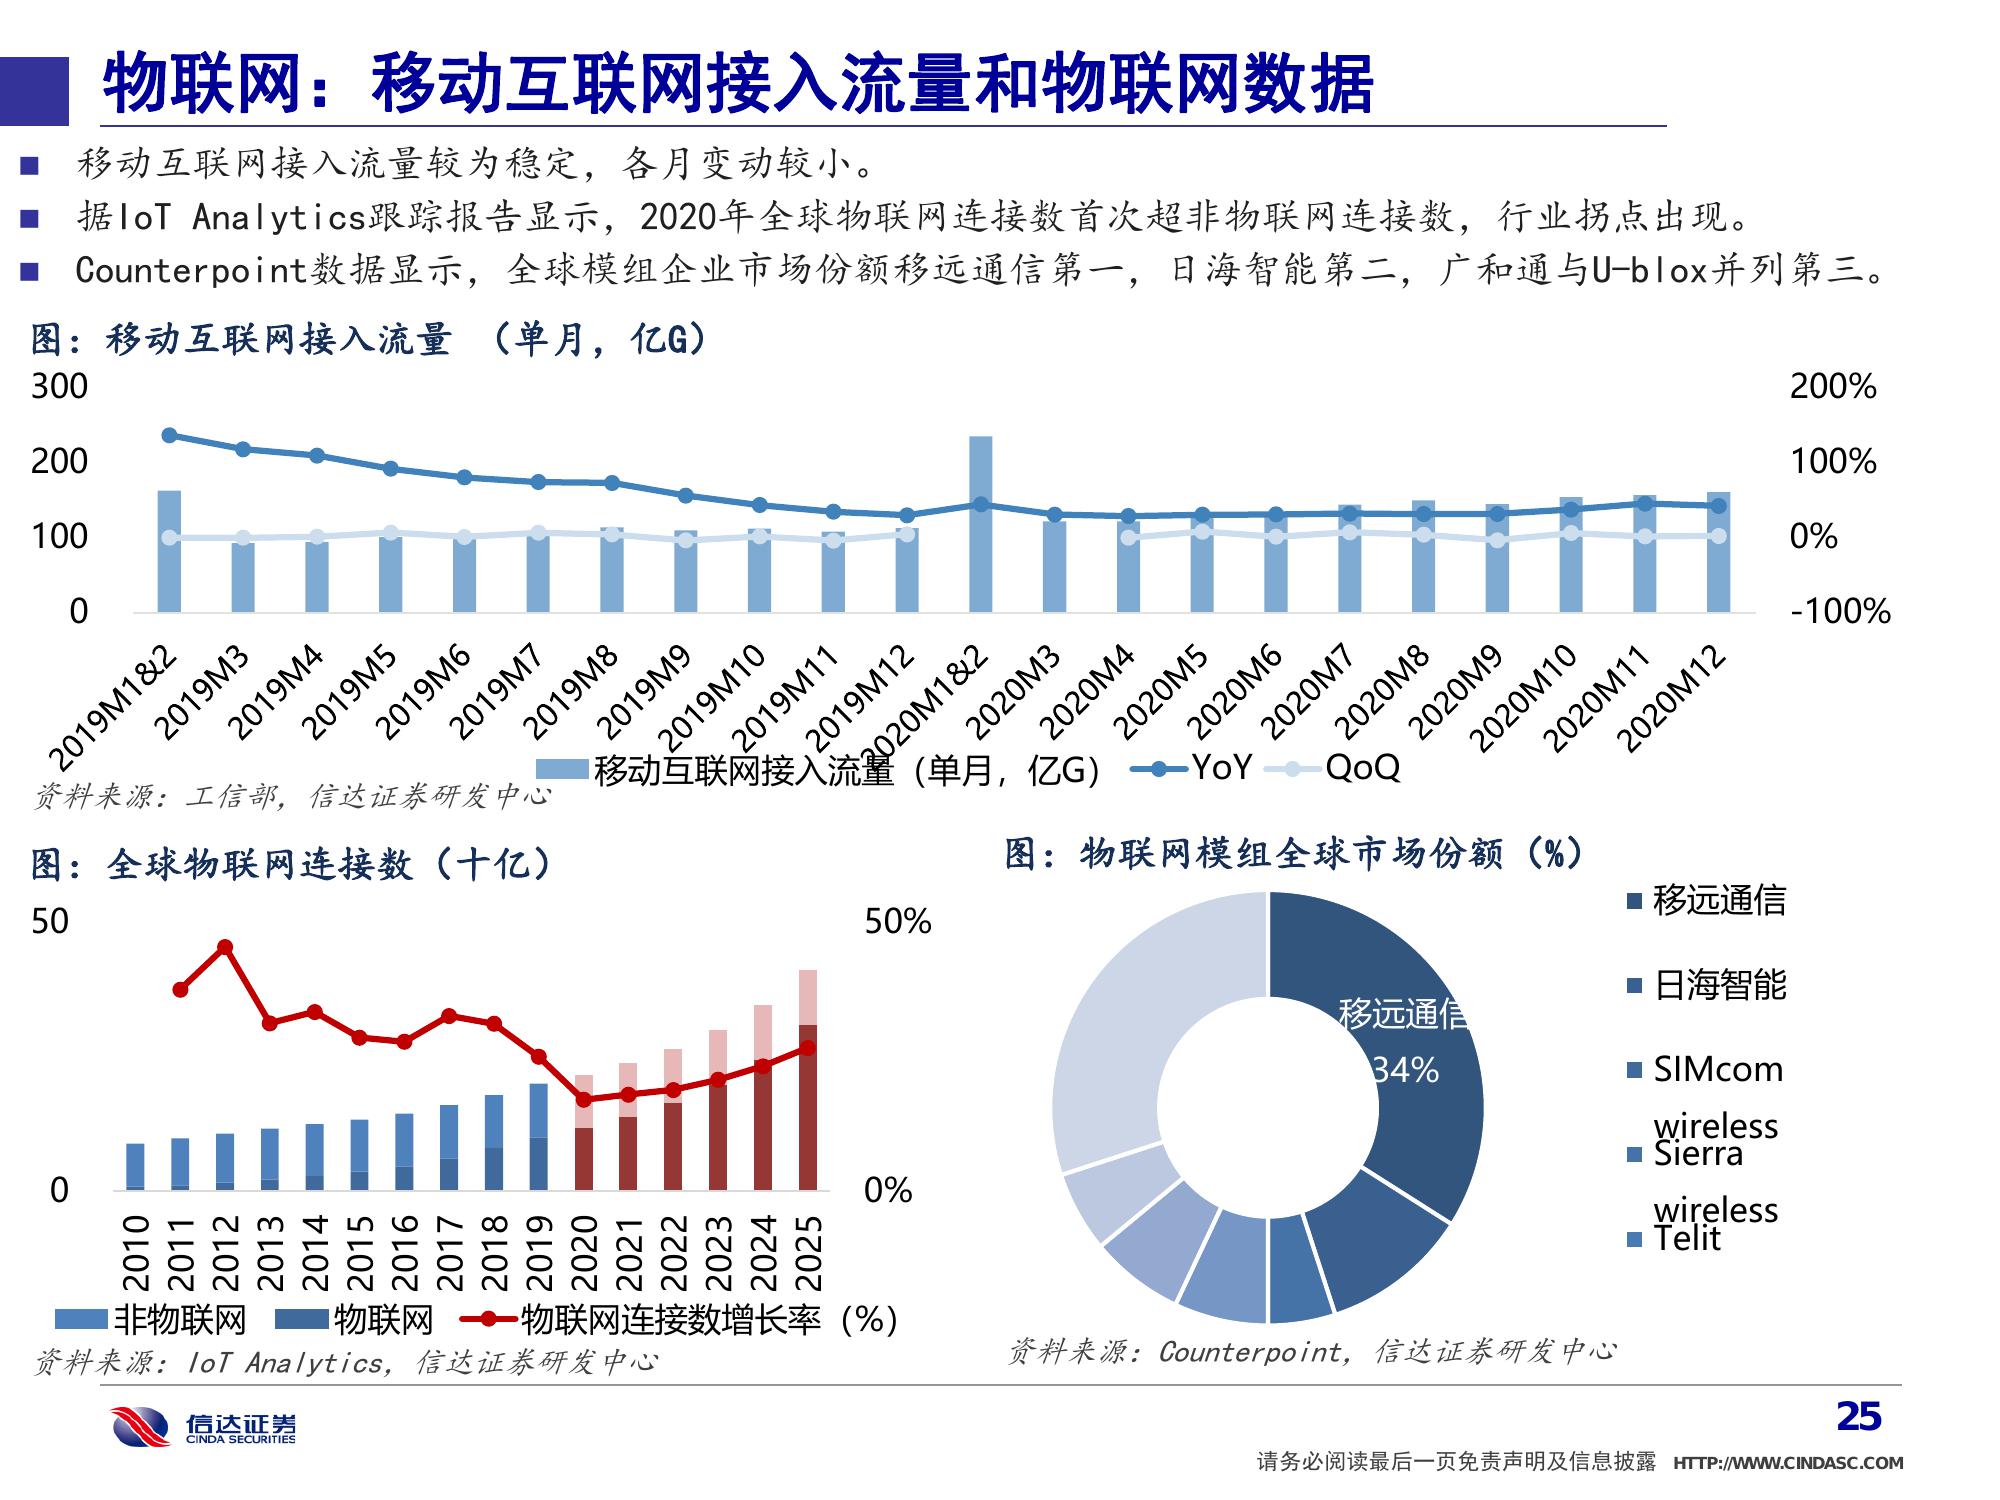 物联网：移动互联网接入流量和物联网数据
■ 移动互联网接入流量较为稳定，各月变动较小。
■ 据IoT Analytics跟踪报告显示，2020年全球物联网连接数首次超非物联网连接数，行业拐点出现。
■ Counterpoint数据显示，全球模组企业市场份额移远通信第一，日海智能第二，广和通与U-blox并列第三。
图：移动互联网接入流量 （单月，亿G）
300
200
100
0
200%
100%
0%
-100%
2019M1&2
2019M3
2019M4
2019M5
2019M6
2019M7
2019M8
2019M9
2019M10
2019M11
2019M12
2020M1&2
2020M3
2020M4
2020M5
2020M6
2020M7
2020M8
2020M9
2020M10
2020M11
2020M12
移动互联网接入流量（单月，亿G） YoY QoQ
资料来源：工信部，信达证券研发中心
图：全球物联网连接数（十亿）
50
0
50%
0%
2010
2011
2012
2013
2014
2015
2016
2017
2018
2019
2020
2021
2022
2023
2024
2025
非物联网 物联网 物联网连接数增长率（%）
资料来源：IoT Analytics，信达证券研发中心
图：物联网模组全球市场份额（%）
移远通信
34%
移远通信
日海智能
SIMcom
wireless
Sierra
wireless
Telit
资料来源：Counterpoint，信达证券研发中心
信达证券
CINDA SECURITIES
25
请务必阅读最后一页免责声明及信息披露 HTTP://WWW.CINDASC.COM